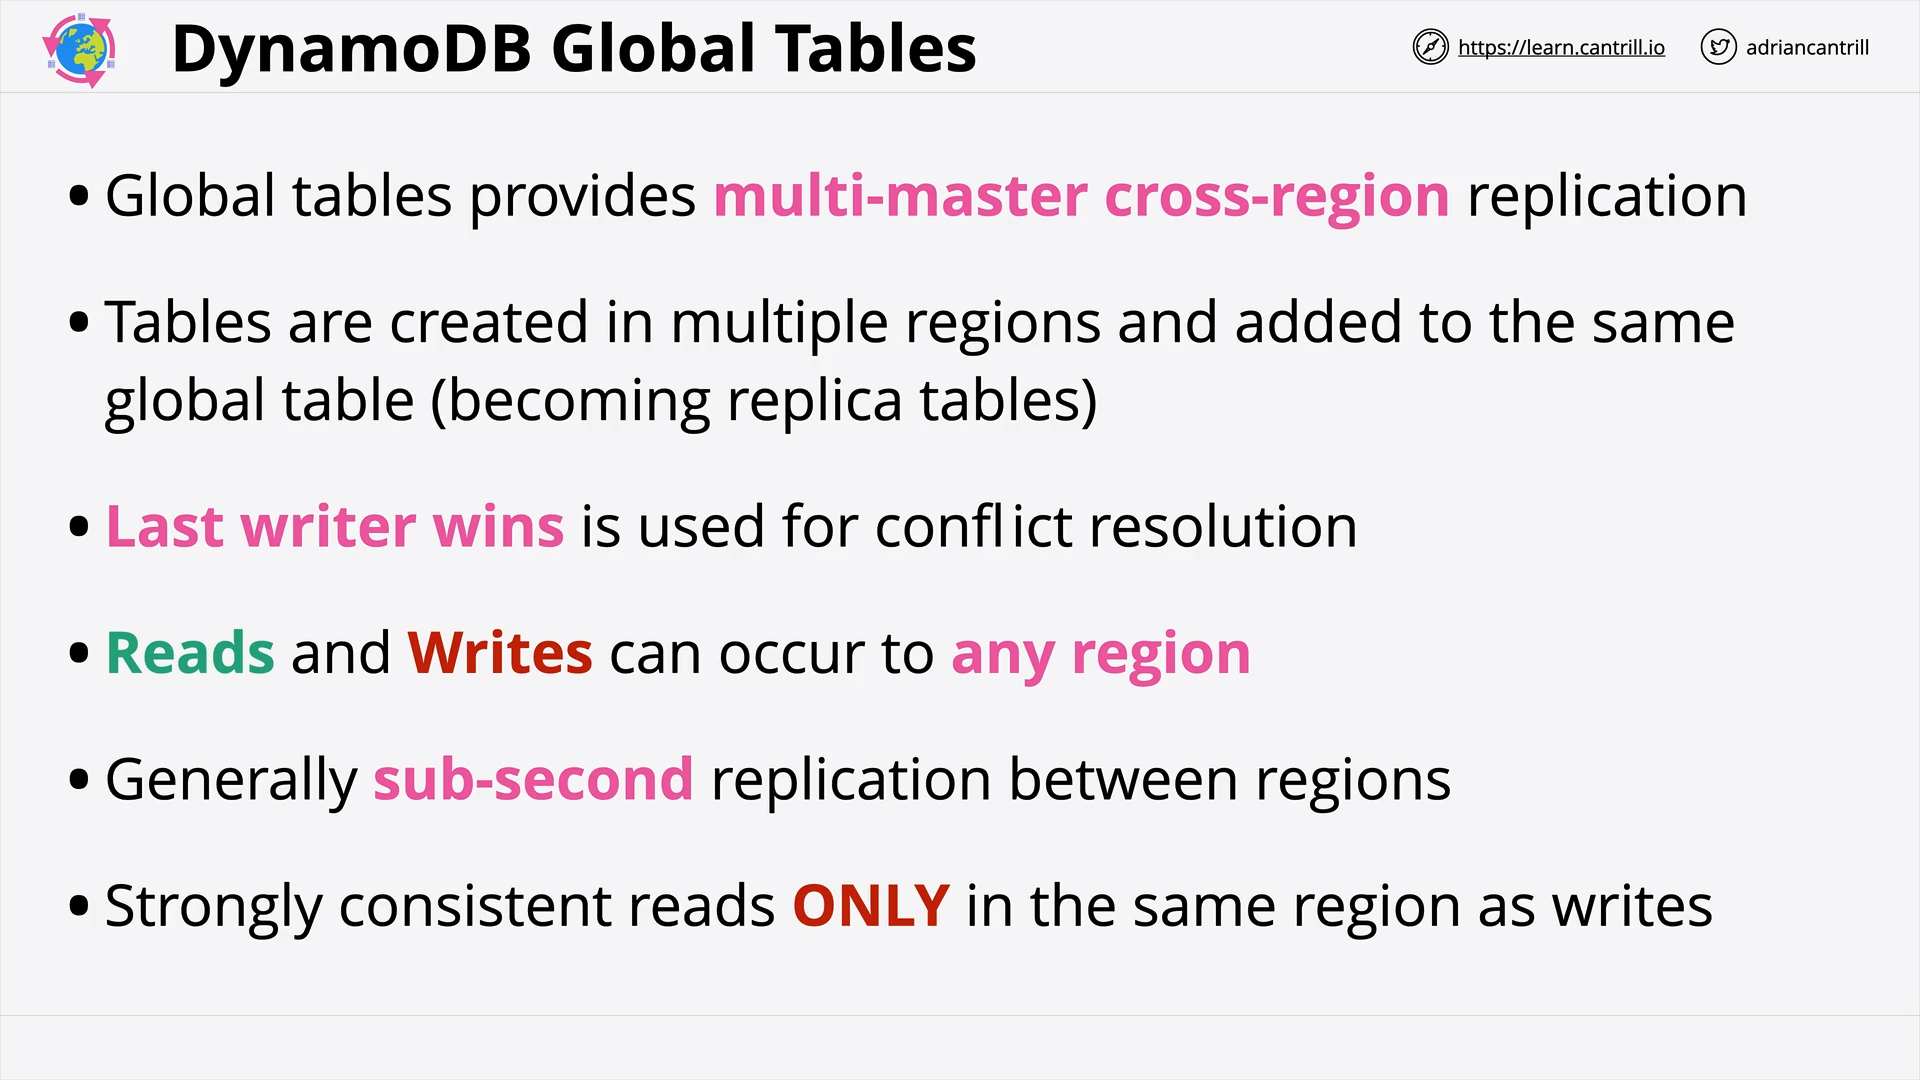 DynamoDB Global Tables
https://learn.cantrill.io
adriancantrill
• Global tables provides multi-master cross-region replication
• Tables are created in multiple regions and added to the same
global table (becoming replica tables)
• Last writer wins is used for conflict resolution
• Reads and Writes can occur to any region
• Generally sub-second replication between regions
• Strongly consistent reads ONLY in the same region as writes